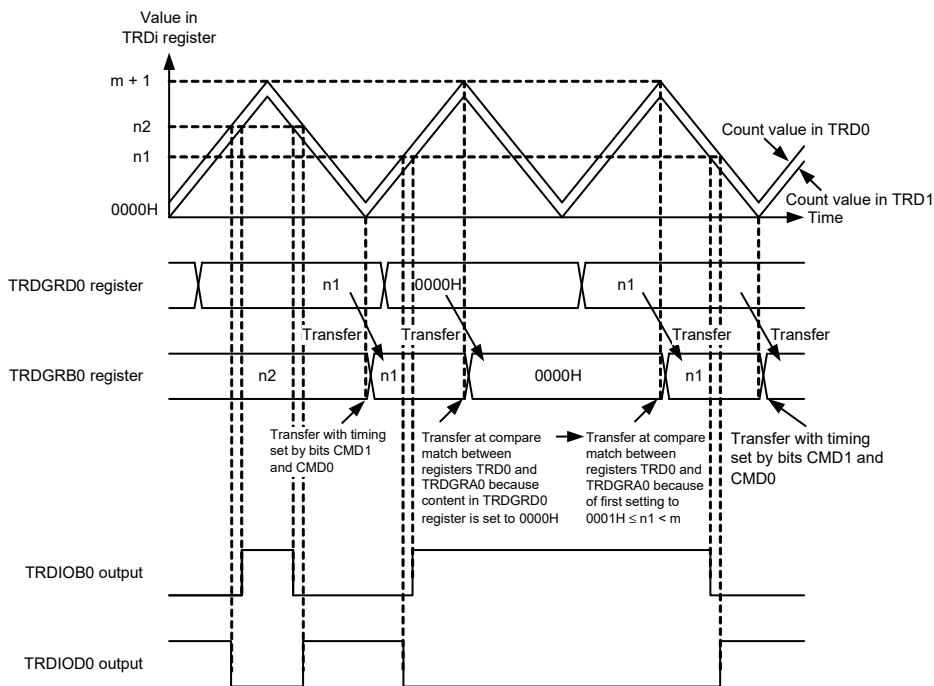 Value in
TRDi register
m + 1
n2
n1
0000H
Count value in TRD0
Count value in TRD1
Time
TRDGRD0 register
n1
0000H
n1
Transfer
Transfer
Transfer
Transfer
TRDGRB0 register
n2
n1
0000H
n1
Transfer with timing
set by bits CMD1
and CMD0
Transfer at compare
match between
registers TRD0 and
TRDGRA0 because
content in TRDGRD0
register is set to 0000H
Transfer at compare
match between
registers TRD0 and
TRDGRA0 because
of first setting to
0001H ≤ n1 < m
Transfer with timing
set by bits CMD1 and
CMD0
TRDIOB0 output
TRDIOD0 output